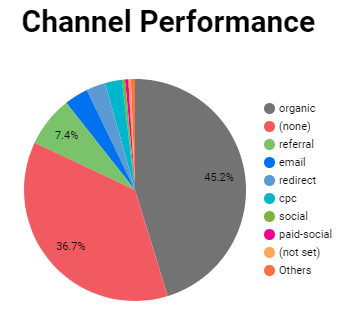 Channel Performance
organic
(none)
referral
email
redirect
cpc
social
paid-social
(not set)
Others
45.2%
36.7%
7.4%